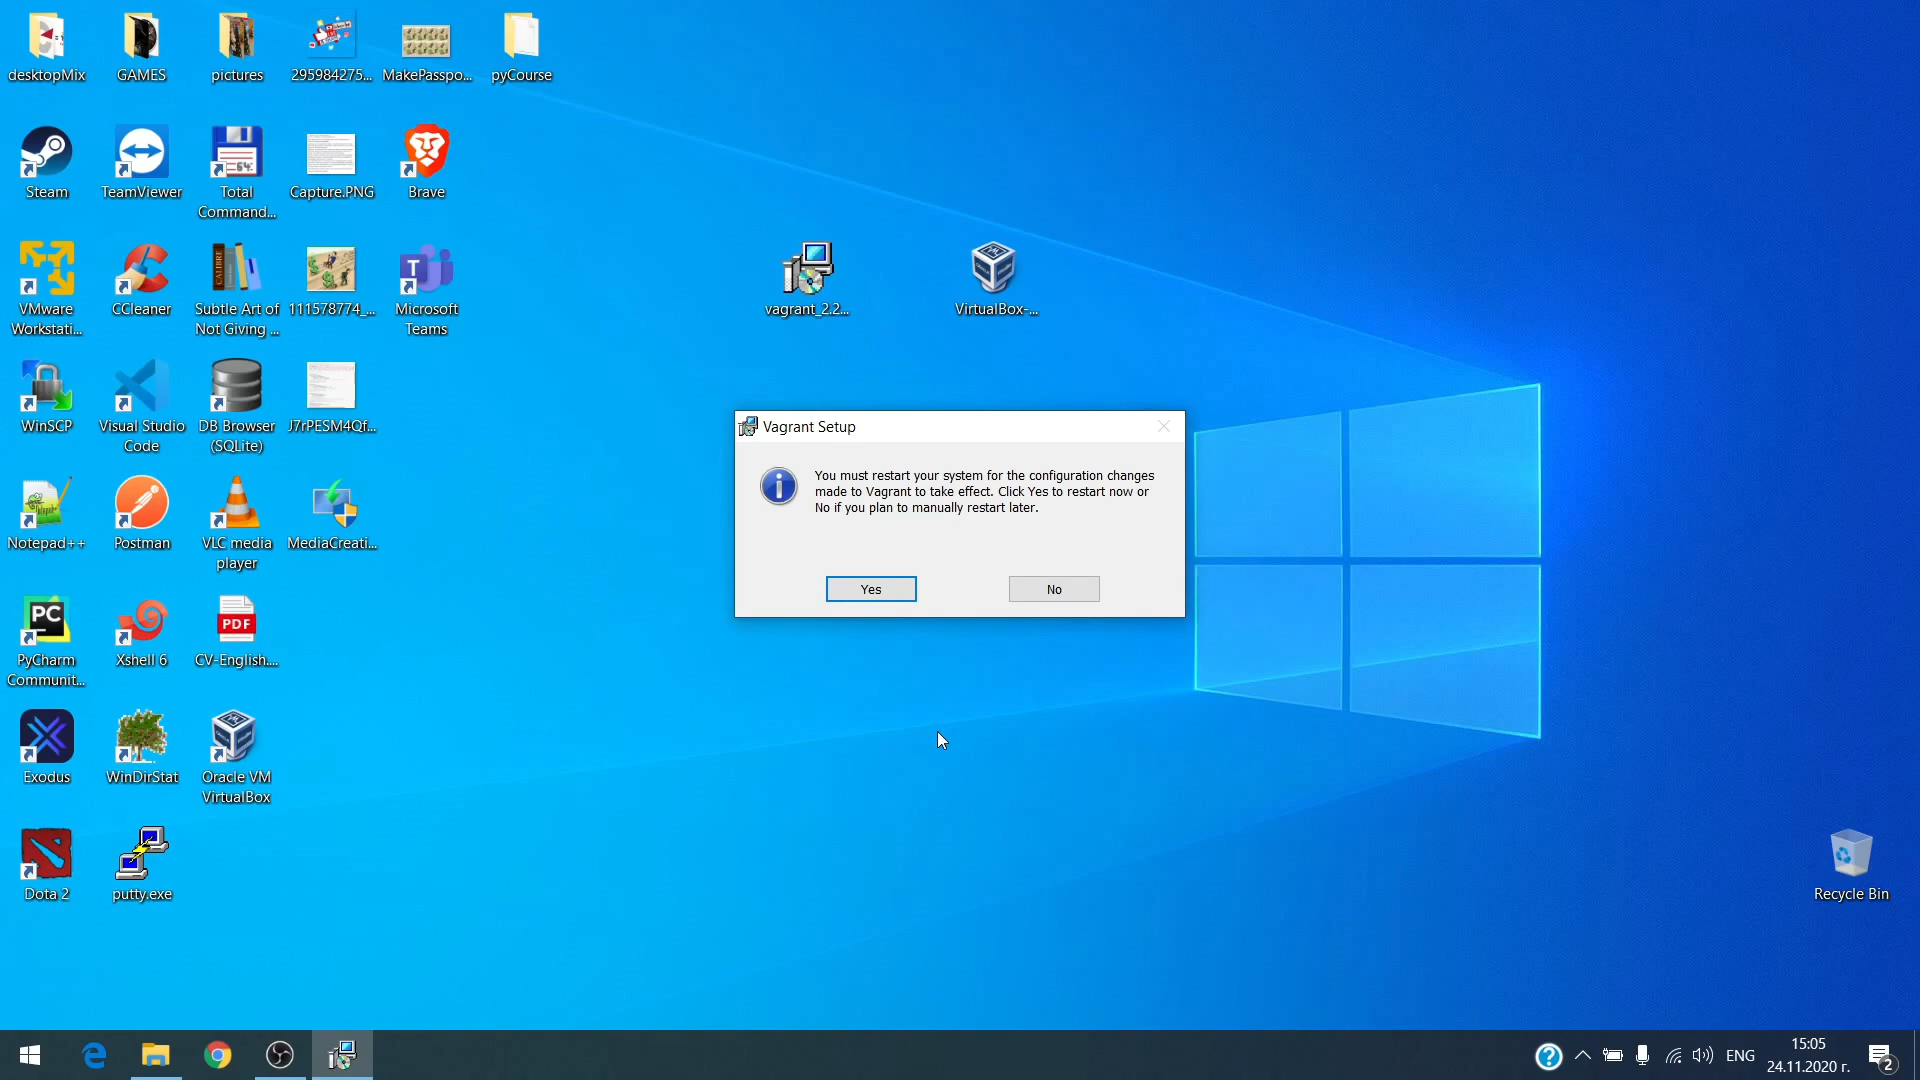 desktopMix
GAMES
pictures
295984275...
MakePasspo...
pyCourse
Steam
TeamViewer
Total
Command...
64
Capture.PNG
Brave
VMware
Workstati...
CCleaner
CALIBRE
Subtle Art of
Not Giving ...
111578774_...
T
Microsoft
Teams
vagrant_2.2...
VirtualBox-...
WinSCP
Visual Studio
Code
DB Browser
(SQLite)
J7rPESM4Qf...
Vagrant Setup
You must restart your system for the configuration changes
made to Vagrant to take effect. Click Yes to restart now or
No if you plan to manually restart later.
Yes
No
Notepad++
Postman
VLC media
player
MediaCreati...
PC
PyCharm
Communit...
Xshell 6
PDF
CV-English....
Exodus
WinDirStat
Oracle VM
VirtualBox
Dota 2
putty.exe
Recycle Bin
ENG
15:05
24.11.2020 г.
2